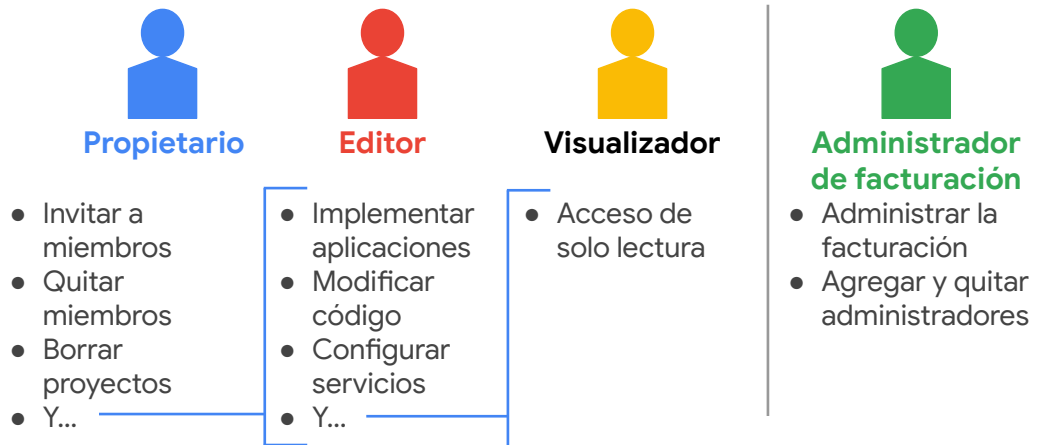 Propietario
● Invitar a
miembros
● Quitar
miembros
● Borrar
proyectos
● Y...
Editor
● Implementar
aplicaciones
● Modificar
código
● Configurar
servicios
● Y...
Visualizador
● Acceso de
solo lectura
Administrador
de facturación
● Administrar la
facturación
● Agregar y quitar
administradores